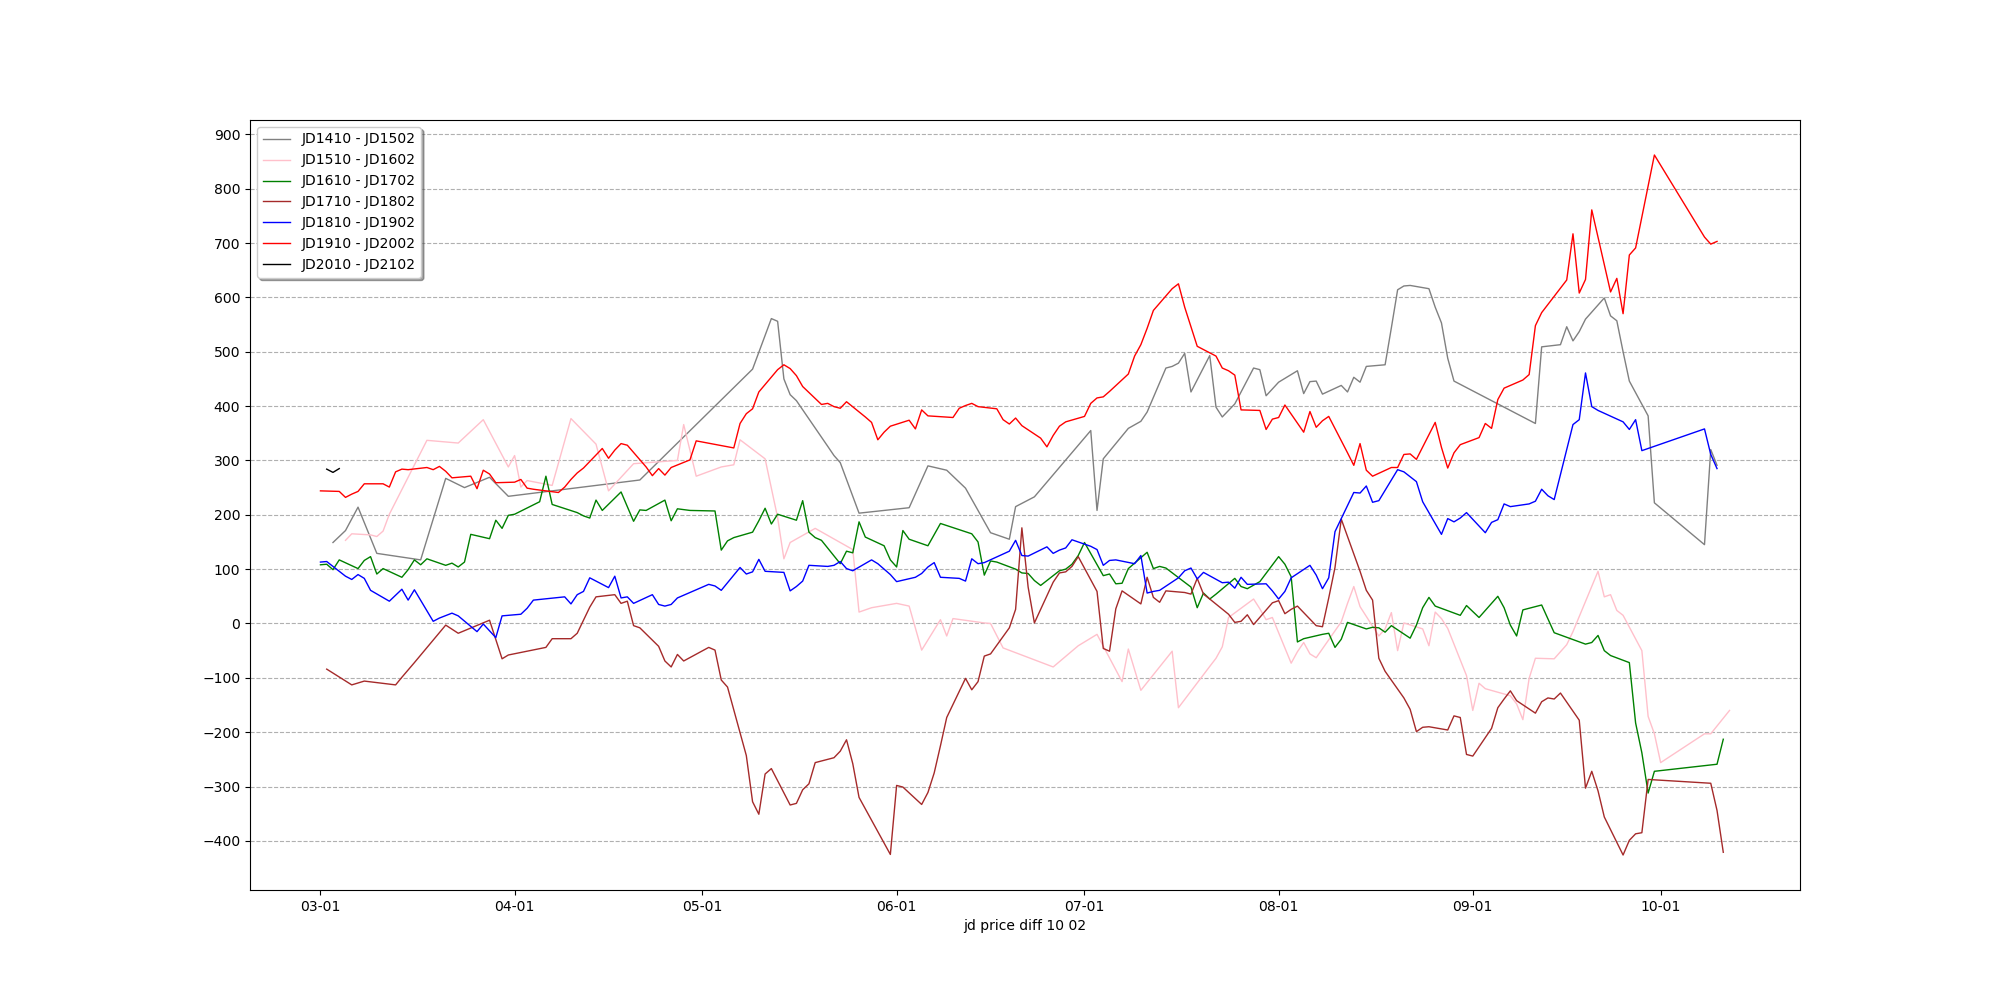 JD1410 - JD1502
JD1510 - JD1602
JD1610 - JD1702
JD1710 - JD1802
JD1810 - JD1902
JD1910 - JD2002
JD2010 - JD2102
900
800
700
600
500
400
300
200
100
0
−100
−200
−300
−400
03-01 04-01 05-01 06-01 07-01 08-01 09-01 10-01
jd price diff 10 02